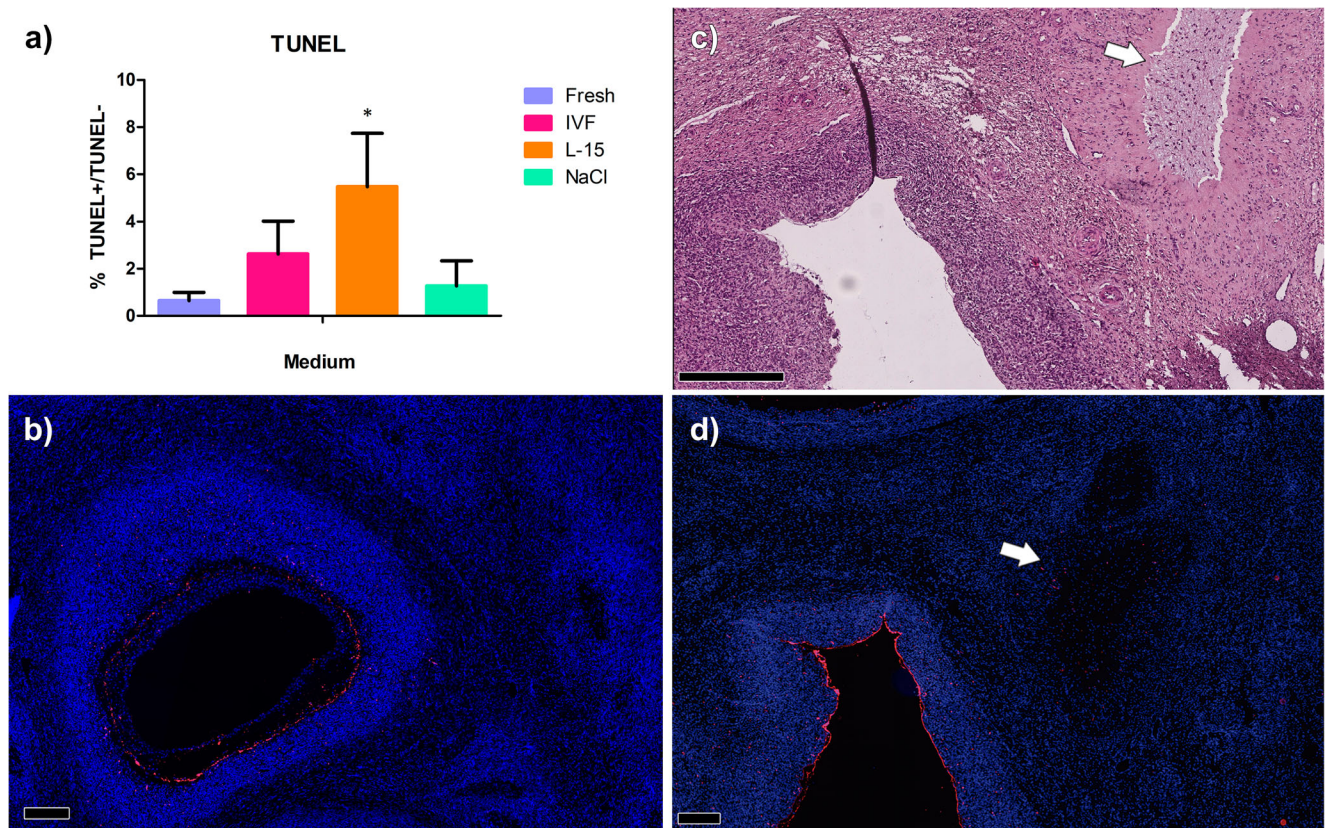 a)
TUNEL
% TUNEL+/TUNEL-
10
8
6
4
2
0
*
Medium
Fresh
IVF
L-15
NaCl
c)
b)
d)